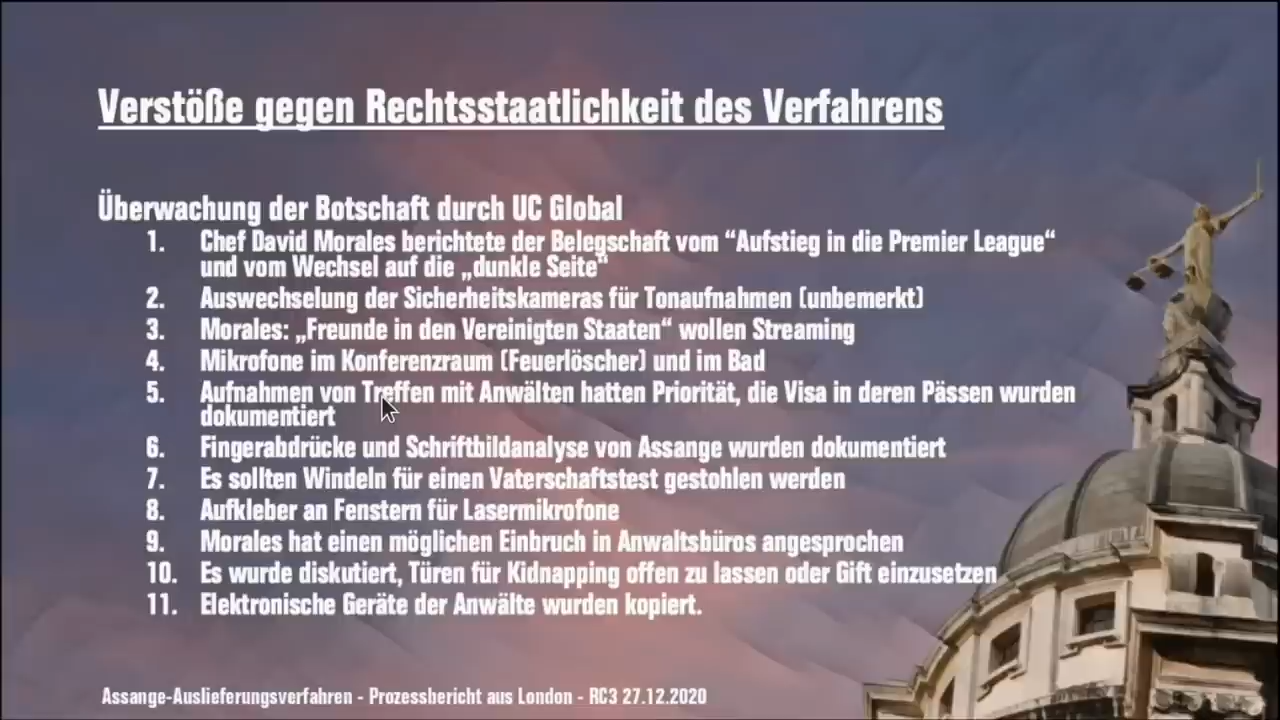 Verstöße gegen Rechtsstaatlichkeit des Verfahrens
Überwachung der Botschaft durch UC Global
1. Chef David Morales berichtete der Belegschaft vom “Aufstieg in die Premier League“
und vom Wechsel auf die „dunkle Seite“
2. Auswechselung der Sicherheitskameras für Tonaufnahmen (unbemerkt)
3. Morales: „Freunde in den Vereinigten Staaten“ wollen Streaming
4. Mikrofone im Konferenzraum (Feuerlöscher) und im Bad
5. Aufnahmen von Treffen mit Anwälten hatten Priorität, die Visa in deren Pässen wurden
dokumentiert
6. Fingerabdrücke und Schriftbildanalyse von Assange wurden dokumentiert
7. Es sollten Windeln für einen Vaterschaftstest gestohlen werden
8. Aufkleber an Fenstern für Lasermikrofone
9. Morales hat einen möglichen Einbruch in Anwaltsbüros angesprochen
10. Es wurde diskutiert, Türen für Kidnapping offen zu lassen oder Gift einzusetzen
11. Elektronische Geräte der Anwälte wurden kopiert.
Assange-Auslieferungsverfahren - Prozessbericht aus London - RC3 27.12.2020